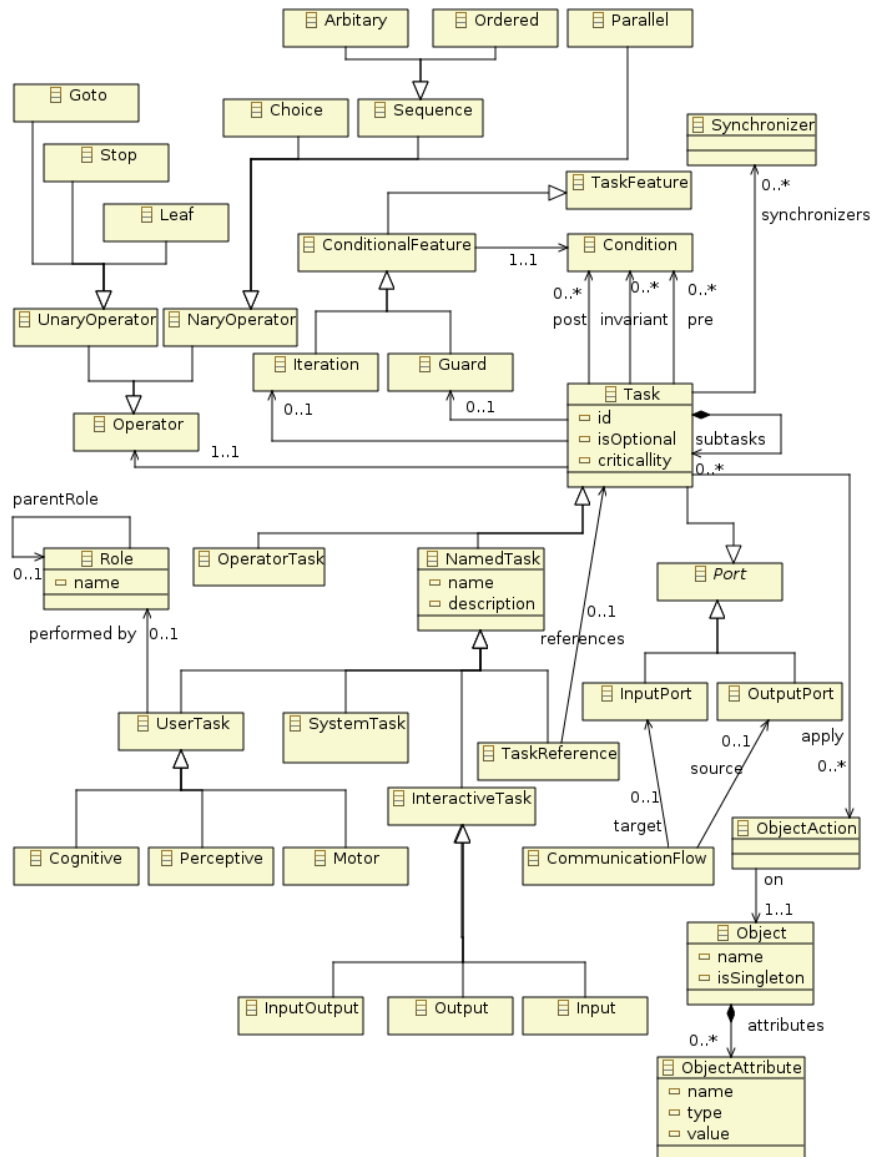 Arbitary
Ordered
Parallel
Goto
Choice
Sequence
Synchronizer
Stop
TaskFeature
0..*
synchronizers
Leaf
ConditionalFeature
1..1
Condition
0..*
0..*
0..*
post
invariant
pre
UnaryOperator
NaryOperator
Iteration
Guard
0..1
0..1
Task
id
isOptional
criticallity
subtasks
0..*
Operator
1..1
parentRole
0..1
Role
name
OperatorTask
NamedTask
name
description
Port
performed by
0..1
0..1
references
UserTask
SystemTask
TaskReference
InputPort
OutputPort
0..1
source
apply
0..*
InteractiveTask
0..1
target
Cognitive
Perceptive
Motor
CommunicationFlow
ObjectAction
on
1..1
Object
name
isSingleton
InputOutput
Output
Input
attributes
0..*
ObjectAttribute
name
type
value